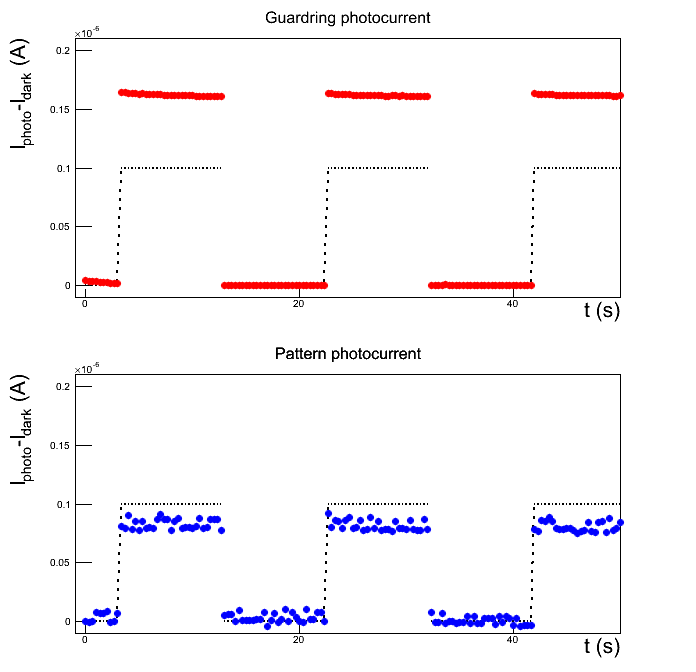 Guardring photocurrent
×10⁻⁶
I_photo-I_dark (A)
0.2
0.15
0.1
0.05
0
0 20 40
t (s)
Pattern photocurrent
×10⁻⁶
I_photo-I_dark (A)
0.2
0.15
0.1
0.05
0
0 20 40
t (s)